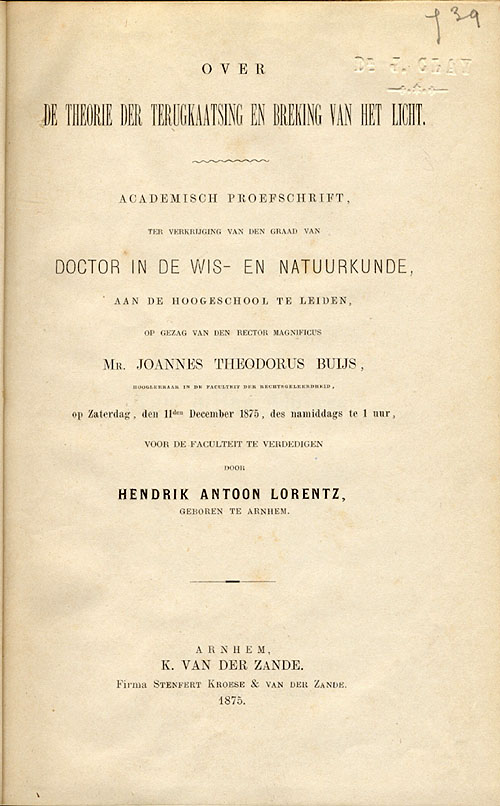 739
DR J. GRAY
OVER
DE THEORIE DER TERUGKAATSING EN BREKING VAN HET LICHT.
ACADEMISCH PROEFSCHRIFT,
TER VERKRIJGING VAN DEN GRAAD VAN
DOCTOR IN DE WIS- EN NATUURKUNDE,
AAN DE HOOGESCHOOL TE LEIDEN,
OP GEZAG VAN DEN RECTOR MAGNIFICUS
MR. JOANNES THEODORUS BUIJS,
HOOGLEERAAR IN DE FACULTEIT DER RECHTSGELEERDHEID,
op Zaterdag, den 11den December 1875, des namiddags te 1 uur,
VOOR DE FACULTEIT TE VERDEDIGEN
DOOR
HENDRIK ANTOON LORENTZ,
GEBOREN TE ARNHEM.
ARNHEM,
K. VAN DER ZANDE.
Firma STENFERT KROESE & VAN DER ZANDE.
1875.